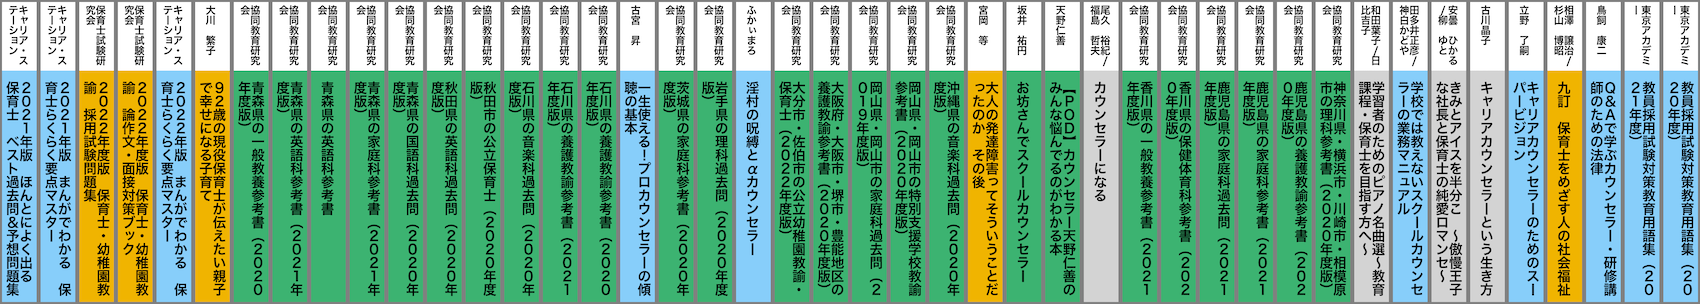 東京アカデミ
ー
教員採用試験対策教育用語集（20
20年度）
東京アカデミ
ー
教員採用試験対策教育用語集（20
21年度）
鳥飼　康二
Q&Aで学ぶカウンセラー・研修講
師のための法律
相澤　譲治/
杉山　博昭
九訂　保育士をめざす人の社会福祉
立野　了嗣
キャリアカウンセラーのためのスー
パービジョン
古川晶子
キャリアカウンセラーという生き方
安曇　ひかる
/柳　ゆと
きみとアイスを半分こ　～傲慢王子
な社長と保育士の純愛ロマンセ～
田多井正彦/
神白かどや
学校では教えないスクールカウンセ
ラーの業務マニュアル
和田葉子/白
比吉子
学習者のためのピアノ名曲選～教育
課程・保育士を目指す方へ～
協同教育研究
会
神奈川県・横浜市・川崎市・相模原
市の理科参考書（2020年度版）
協同教育研究
会
鹿児島県の養護教諭参考書（202
0年度版）
協同教育研究
会
鹿児島県の家庭科参考書（2021
年度版）
協同教育研究
会
鹿児島県の家庭科過去問（2021
年度版）
協同教育研究
会
香川県の保健体育科参考書（202
0年度版）
協同教育研究
会
香川県の一般教養参考書（2021
年度版）
尾久　裕紀/
福島　哲夫
カウンセラーになる
天野仁善
【POD】カウンセラー天野仁善の
みんな悩んでるのがわかる本
坂井　祐円
お坊さんでスクールカウンセラー
宮岡　等
大人の発達障害ってそういうことだ
ったのか　その後
協同教育研究
会
沖縄県の音楽科過去問（2020年
度版）
協同教育研究
会
岡山県・岡山市の特別支援学校教諭
参考書（2020年度版）
協同教育研究
会
岡山県・岡山市の家庭科過去問（2
019年度版）
協同教育研究
会
大阪府・大阪市・堺市・豊能地区の
養護教諭参考書（2020年度版）
協同教育研究
会
大分市・佐伯市の公立幼稚園教諭・
保育士（2022年度版）
ふかいまろ
淫村の呪縛とαカウンセラー
協同教育研究
会
岩手県の理科過去問（2020年度
版）
協同教育研究
会
茨城県の家庭科参考書（2020年
度版）
古宮　昇
一生使える！プロカウンセラーの傾
聴の基本
協同教育研究
会
石川県の養護教諭参考書（2020
年度版）
協同教育研究
会
石川県の養護教諭参考書（2021
年度版）
協同教育研究
会
石川県の音楽科過去問（2020年
度版）
協同教育研究
会
秋田市の公立保育士（2020年度
版）
協同教育研究
会
秋田県の英語科過去問（2020年
度版）
協同教育研究
会
青森県の国語科過去問（2020年
度版）
協同教育研究
会
青森県の家庭科参考書（2021年
度版）
協同教育研究
会
青森県の英語科参考書
協同教育研究
会
青森県の英語科参考書（2021年
度版）
協同教育研究
会
青森県の一般教養参考書（2020
年度版）
大川　繁子
92歳の現役保育士が伝えたい親子
で幸せになる子育て
キャリア・ス
テーション
2022年版　まんがでわかる　保
育士らくらく要点マスター
保育士試験研
究会
2022年度版　保育士・幼稚園教
諭　論作文・面接対策ブック
保育士試験研
究会
2022年度版　保育士・幼稚園教
諭　採用試験問題集
キャリア・ス
テーション
2021年版　まんがでわかる　保
育士らくらく要点マスター
キャリア・ス
テーション
2021年版　ほんとによく出る
保育士　ベスト過去問＆予想問題集